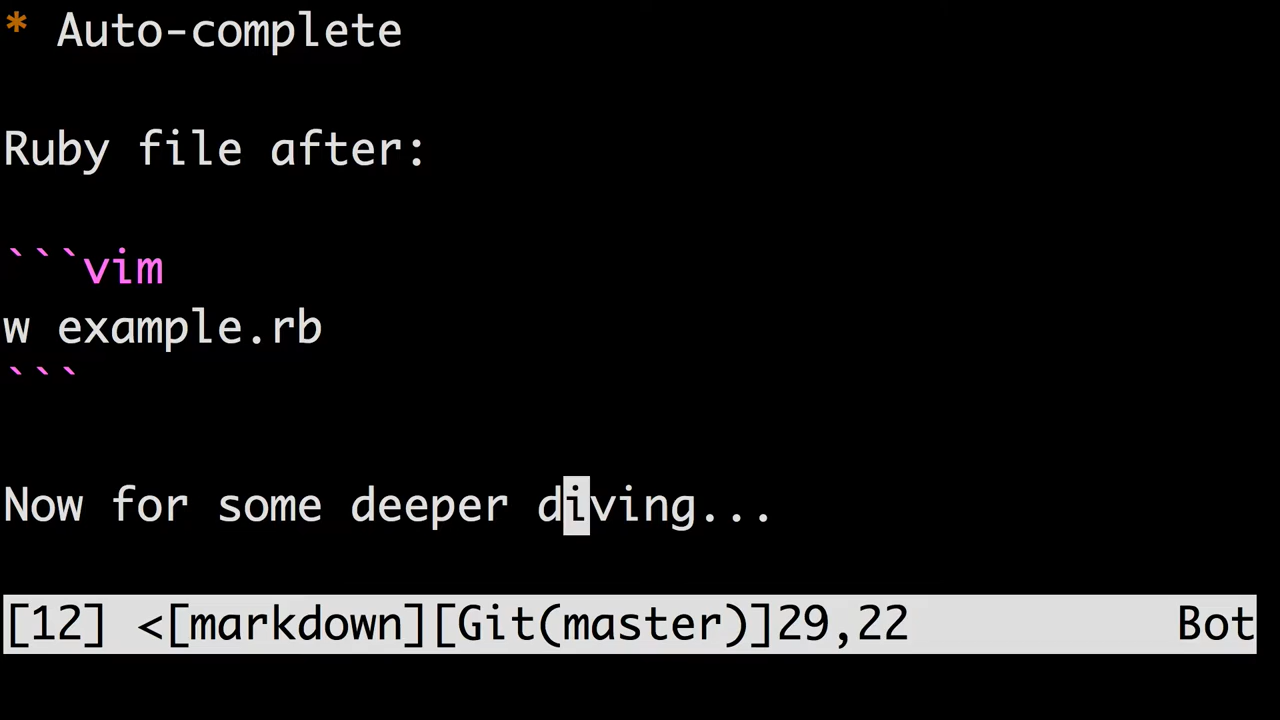 * Auto-complete
Ruby file after:
```vim
w example.rb
```
Now for some deeper diving...
[12] <[markdown][Git(master)]29,22 Bot